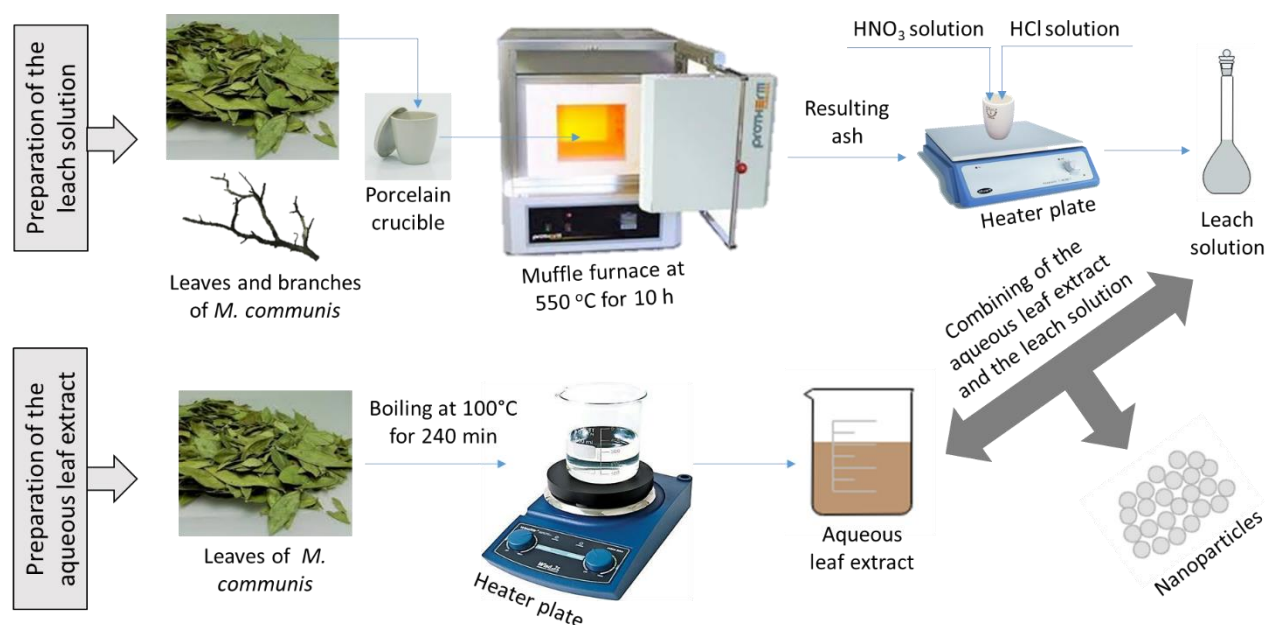 Preparation of the
leach solution
Leaves and branches
of M. communis
Porcelain
crucible
protherm
protherm
Muffle furnace at
550 °C for 10 h
Resulting
ash
HNO₃ solution
HCl solution
Heater plate
Leach
solution
Combining of the
aqueous leaf extract
and the leach solution
Preparation of the
aqueous leaf extract
Leaves of M.
communis
Boiling at 100°C
for 240 min
Heater plate
Aqueous
leaf extract
Nanoparticles